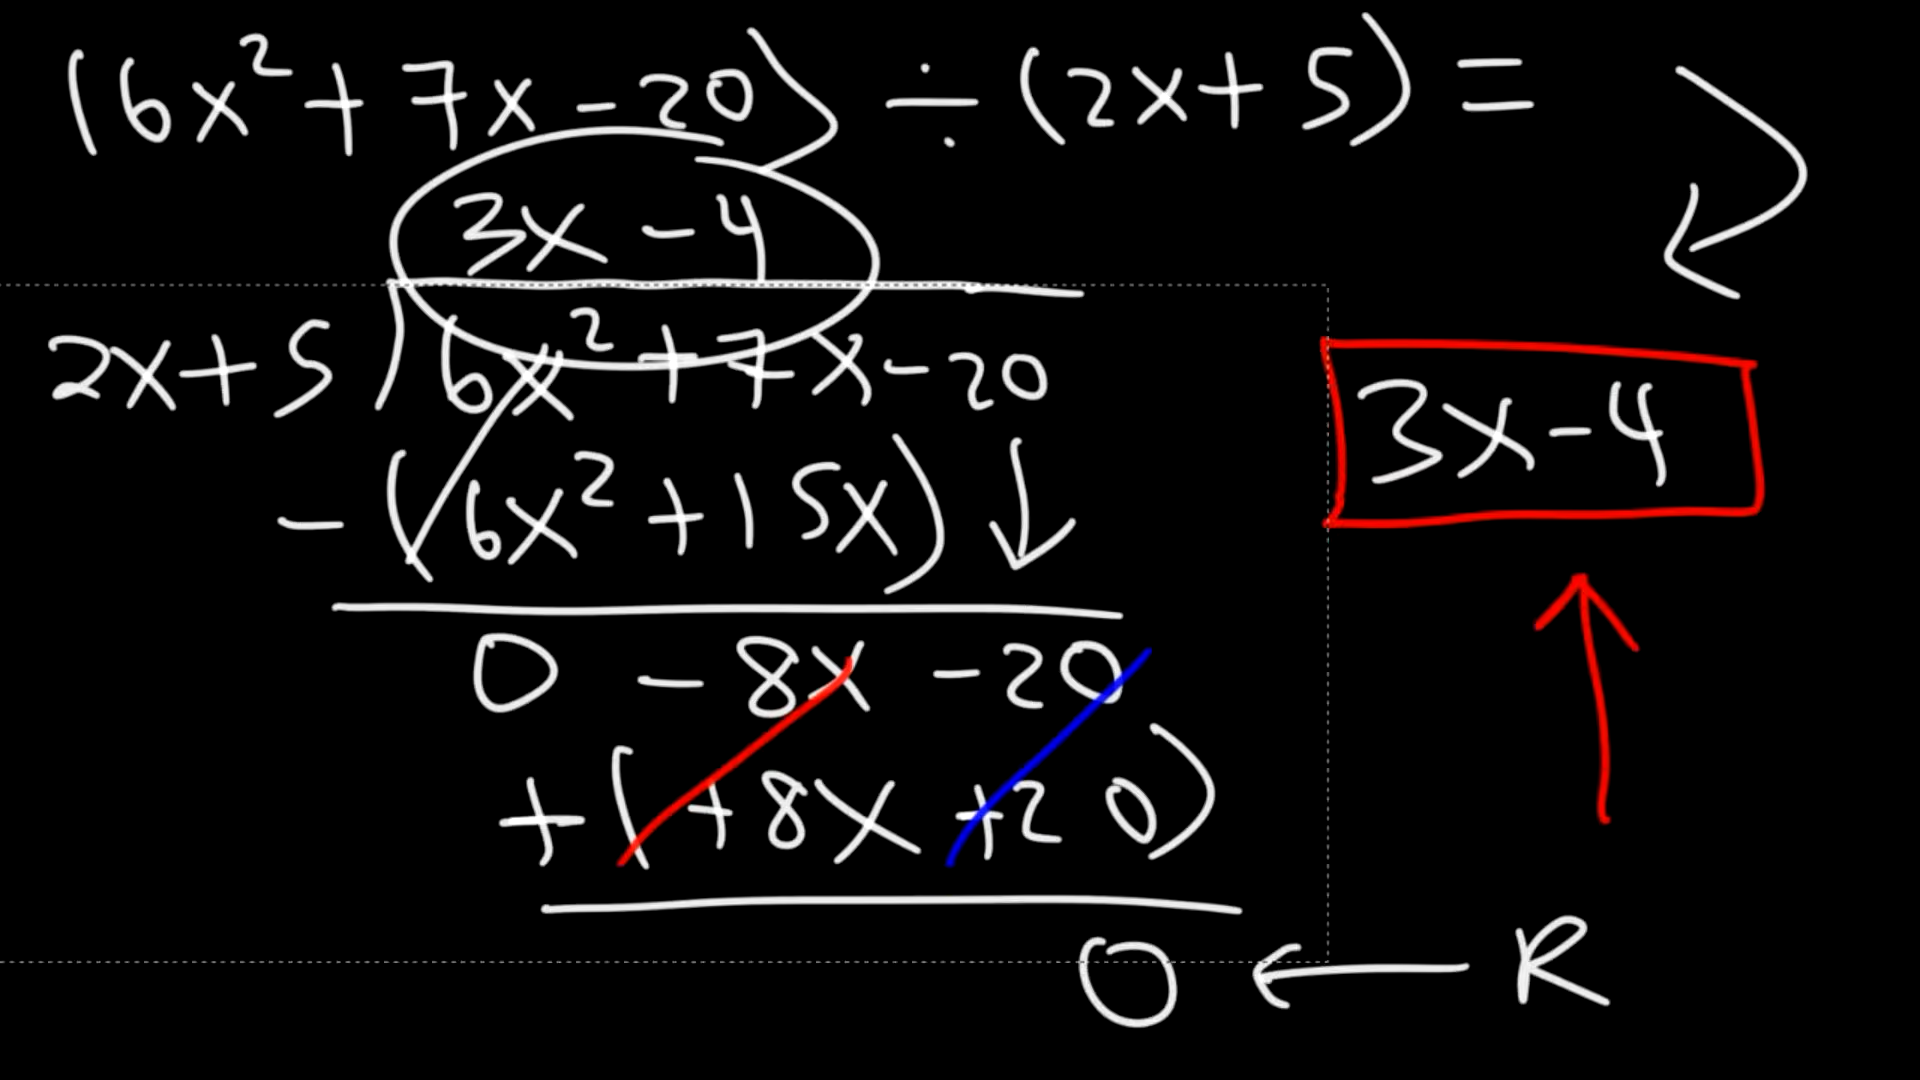 (6x² + 7x - 20) ÷ (2x + 5) =
3x - 4
2x + 5 ) 6x² + 7x - 20
3x - 4
- (6x² + 15x) ↓
0 - 8x - 20
+ (+8x + 20)
0 ← R